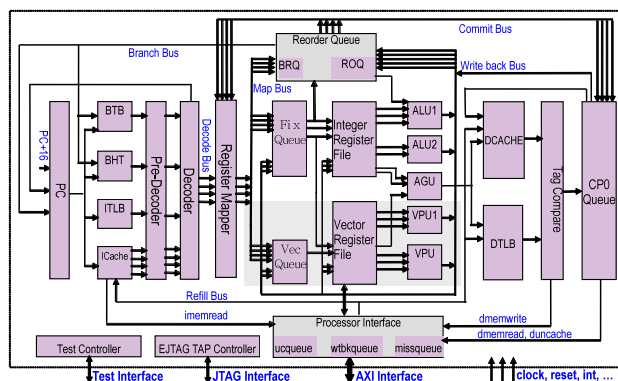 Commit Bus
Reorder Queue
Branch Bus
BRQ
ROQ
Write back Bus
Map Bus
PC+16
PC
BTB
BHT
ITLB
ICache
Pre-Decoder
Decoder
Decode Bus
Register Mapper
Fix
Queue
Integer
Register
File
ALU1
ALU2
AGU
DCACHE
Tag Compare
CP0
Queue
Vec
Queue
Vector
Register
File
VPU1
VPU
DTLB
Refill Bus
imemread
Processor Interface
dmemwrite
dmemread, duncache
ucqueue
wtbkqueue
missqueue
Test Controller
EJTAG TAP Controller
Test Interface
JTAG Interface
AXI Interface
clock, reset, int, ...